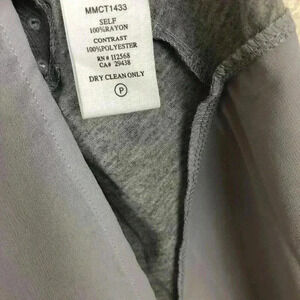 MMCT1433
SELF
100%RAYON
CONTRAST
100%POLYESTER
RN# 112568
CA# 29438
DRY CLEAN ONLY
P